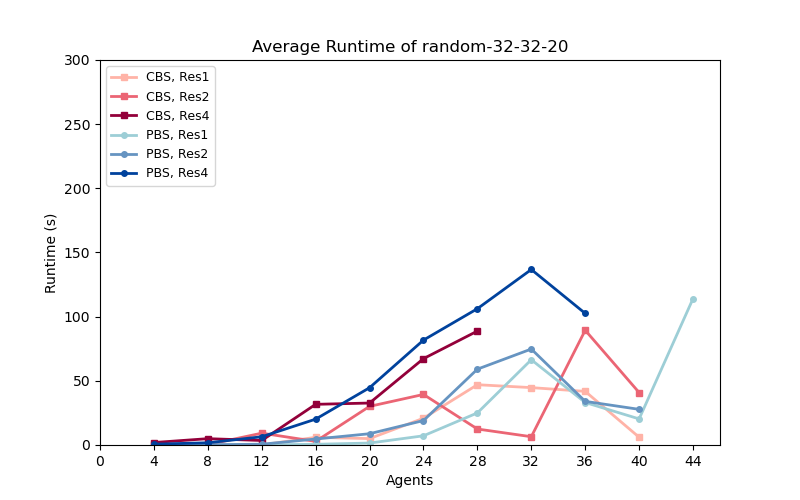 Average Runtime of random-32-32-20
300
250
200
150
100
50
0
Runtime (s)
CBS, Res1
CBS, Res2
CBS, Res4
PBS, Res1
PBS, Res2
PBS, Res4
0 4 8 12 16 20 24 28 32 36 40 44
Agents